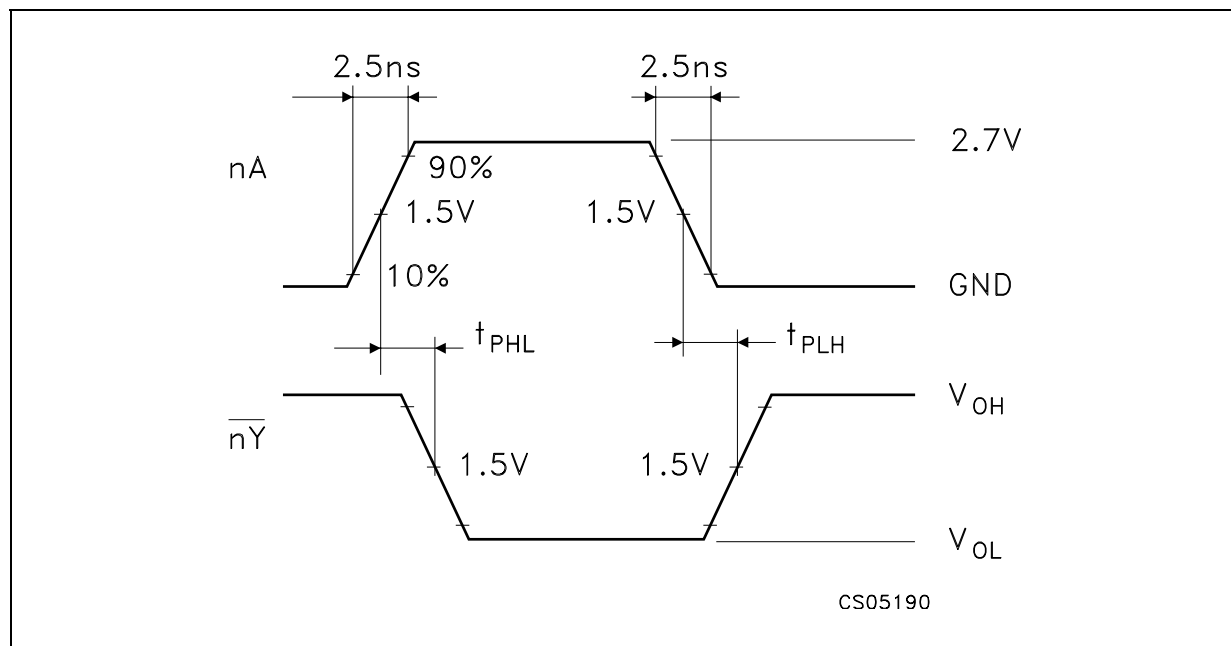 2.5ns 2.5ns
2.7V
nA 90%
1.5V 1.5V
10% GND
tPHL tPLH
VOH
nY
1.5V 1.5V
VOL
CS05190